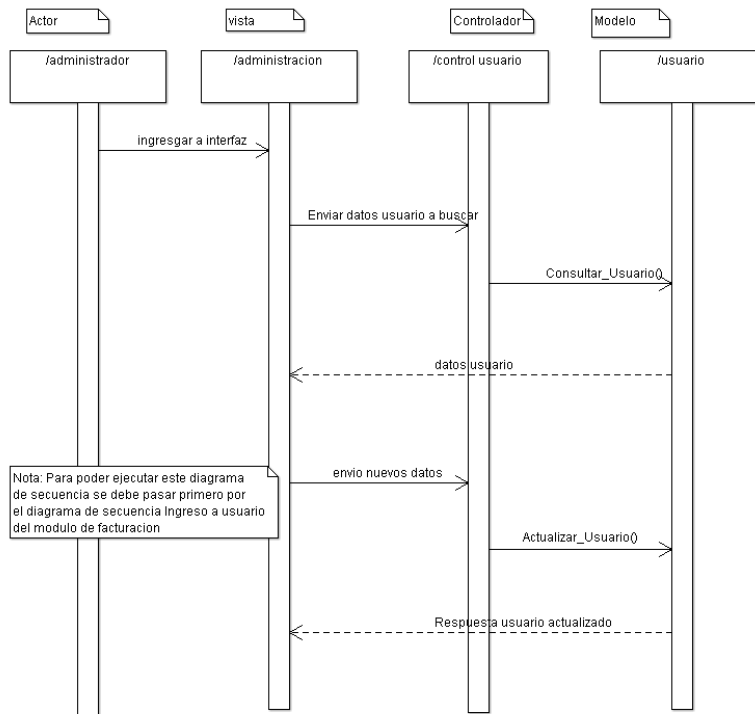 Actor
vista
Controlador
Modelo
/administrador
/administracion
/control usuario
/usuario
ingresgar a interfaz
Enviar datos usuario a buscar
Consultar_Usuario()
datos usuario
envio nuevos datos
Nota: Para poder ejecutar este diagrama
de secuencia se debe pasar primero por
el diagrama de secuencia Ingreso a usuario
del modulo de facturacion
Actualizar_Usuario()
Respuesta usuario actualizado